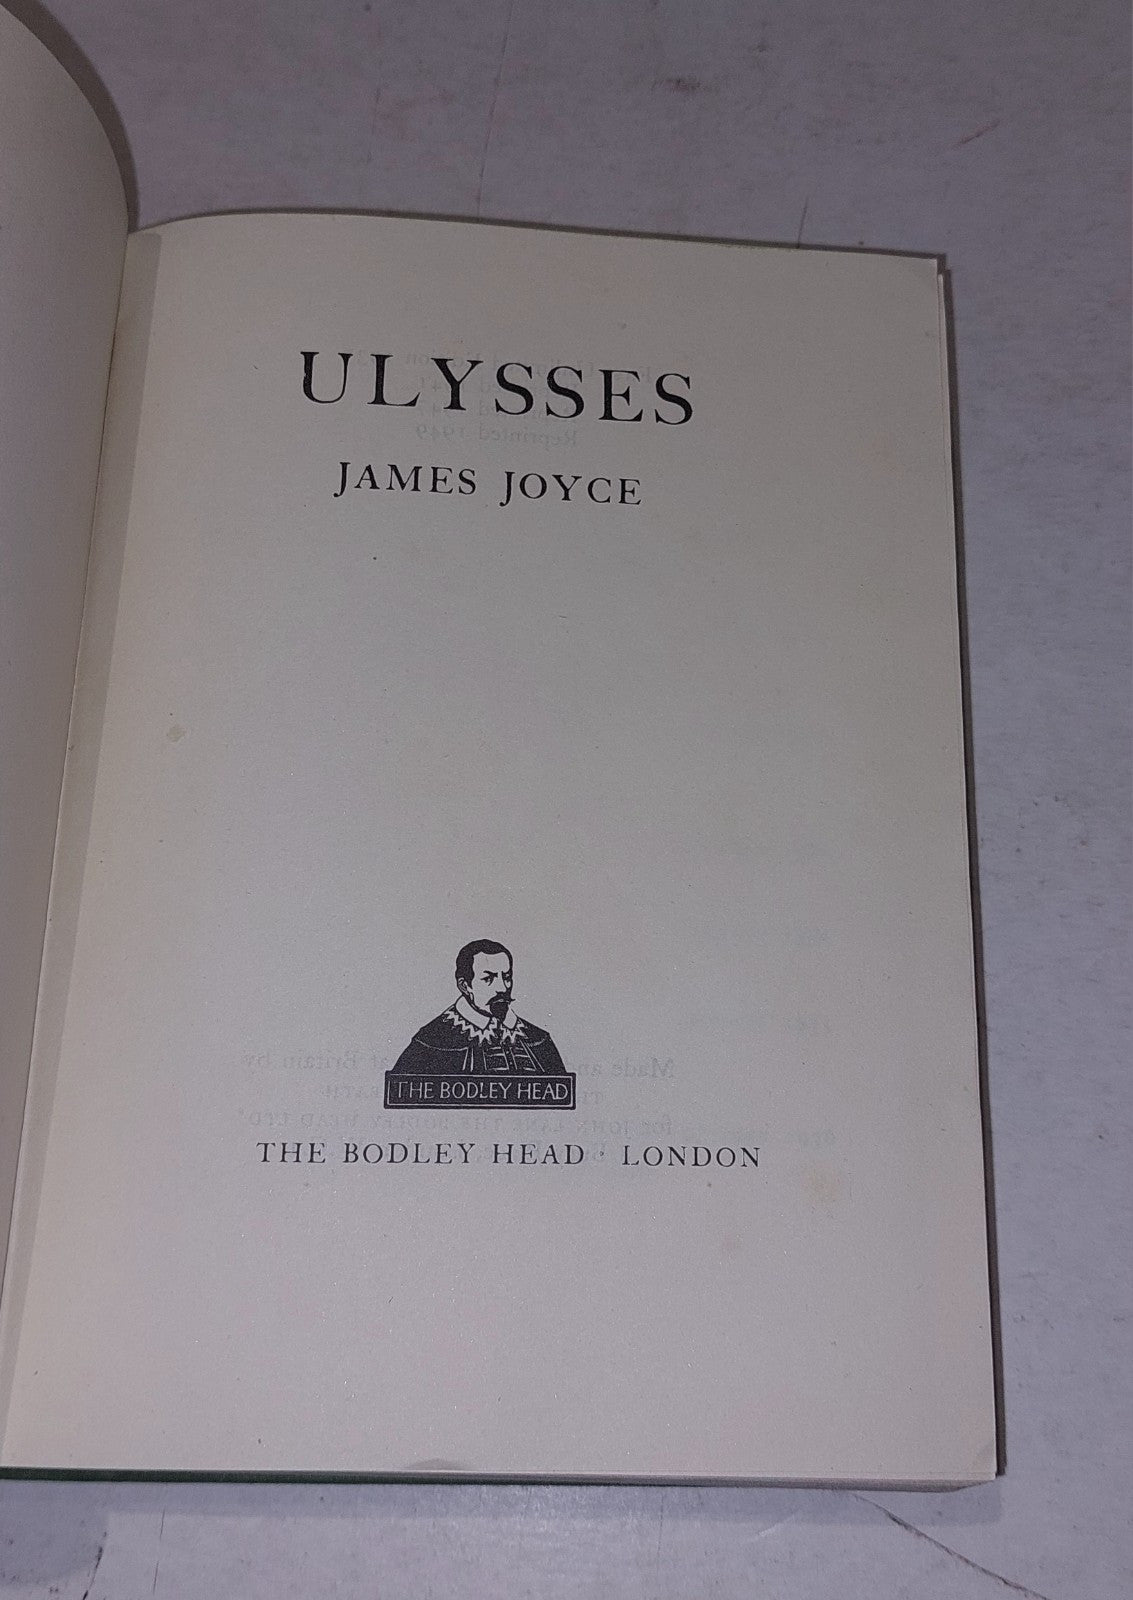 ULYSSES
JAMES JOYCE
THE BODLEY HEAD
THE BODLEY HEAD · LONDON